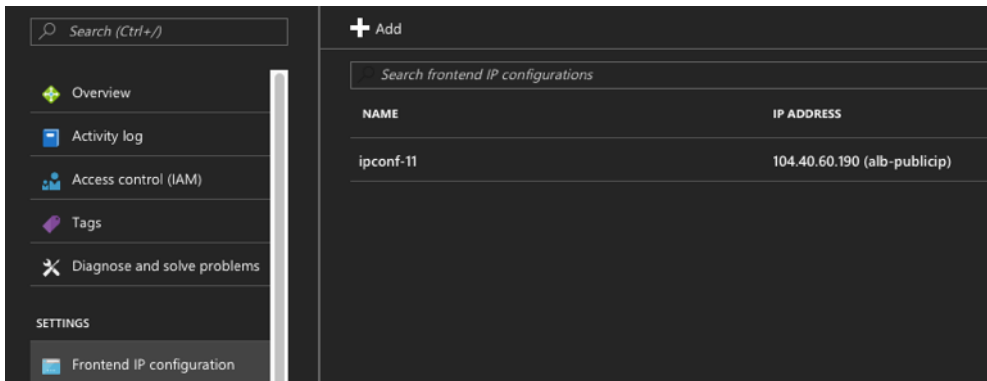 Search (Ctrl+/)
Overview
Activity log
Access control (IAM)
Tags
Diagnose and solve problems
SETTINGS
Frontend IP configuration
Add
Search frontend IP configurations
NAME IP ADDRESS
ipconf-11 104.40.60.190 (alb-publicip)